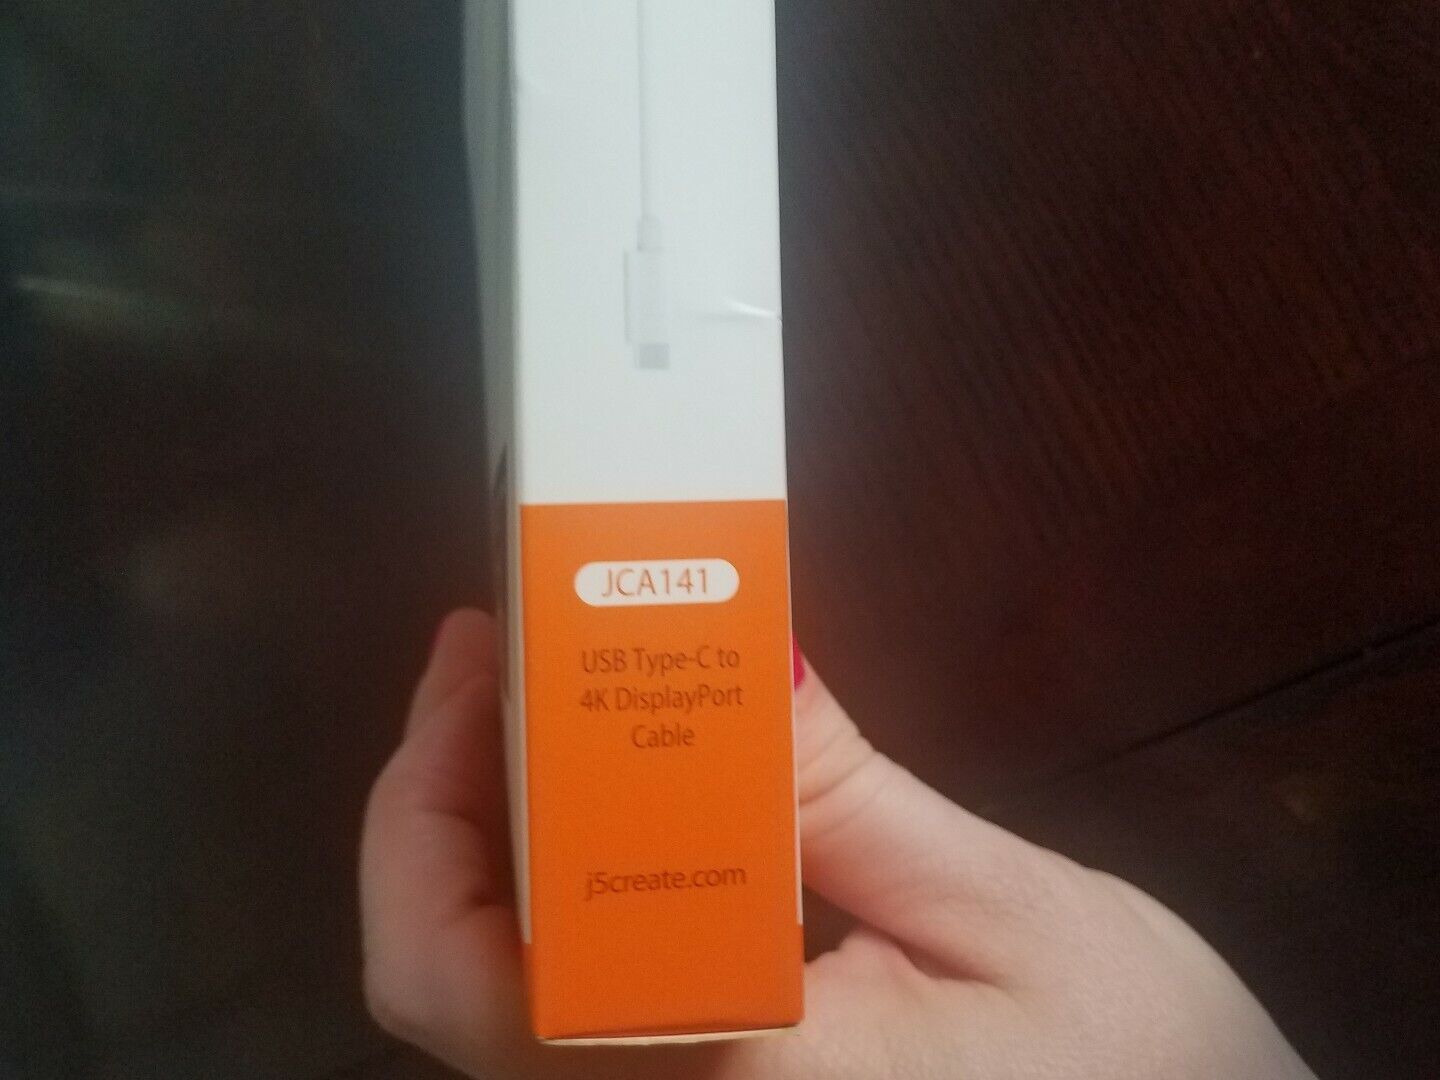 JCA141
USB Type-C to
4K DisplayPort
Cable
j5create.com